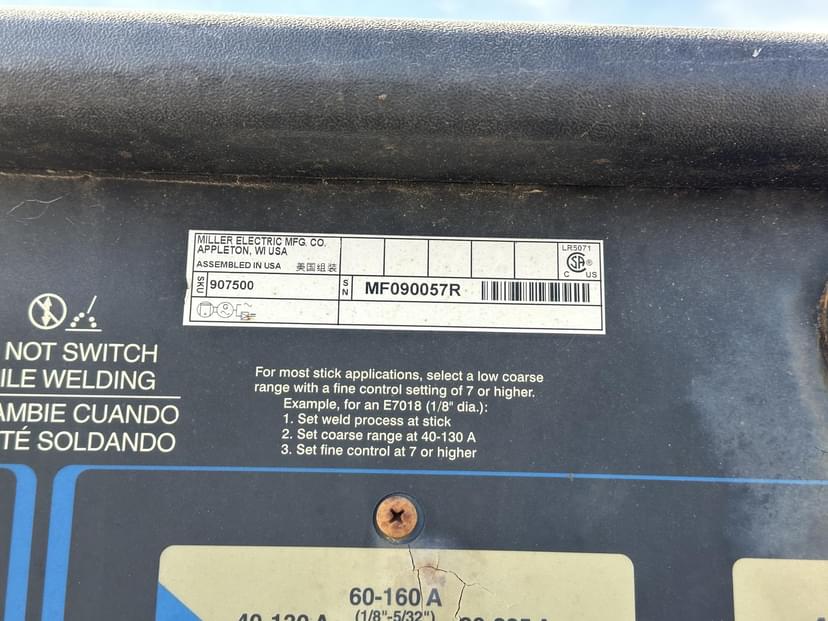 MILLER ELECTRIC MFG. CO.
APPLETON, WI USA
ASSEMBLED IN USA 美国组装
LR5071
CSA ®
C US
SKU 907500
SN MF090057R
NOT SWITCH
ILE WELDING
AMBIE CUANDO
TÉ SOLDANDO
For most stick applications, select a low coarse
range with a fine control setting of 7 or higher.
Example, for an E7018 (1/8" dia.):
1. Set weld process at stick
2. Set coarse range at 40-130 A
3. Set fine control at 7 or higher
60-160 A
40-130 A (1/8"-5/32")